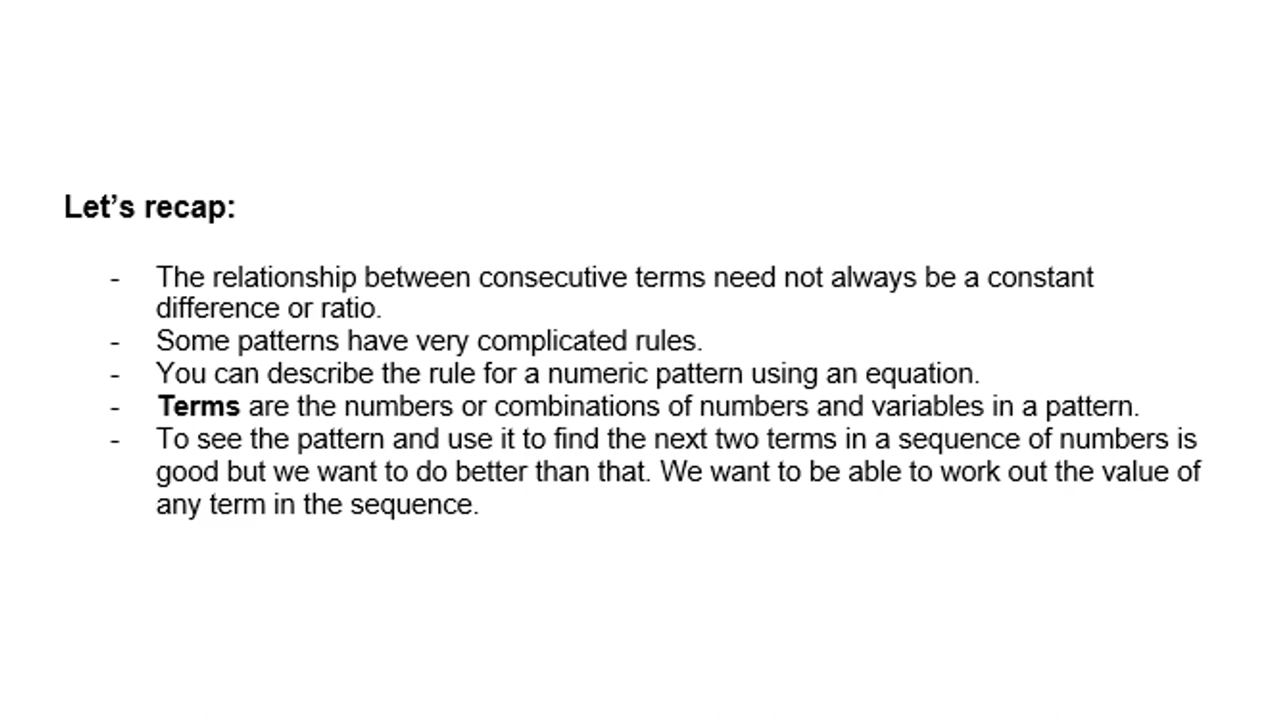 Let’s recap:
- The relationship between consecutive terms need not always be a constant
difference or ratio.
- Some patterns have very complicated rules.
- You can describe the rule for a numeric pattern using an equation.
- Terms are the numbers or combinations of numbers and variables in a pattern.
- To see the pattern and use it to find the next two terms in a sequence of numbers is
good but we want to do better than that. We want to be able to work out the value of
any term in the sequence.